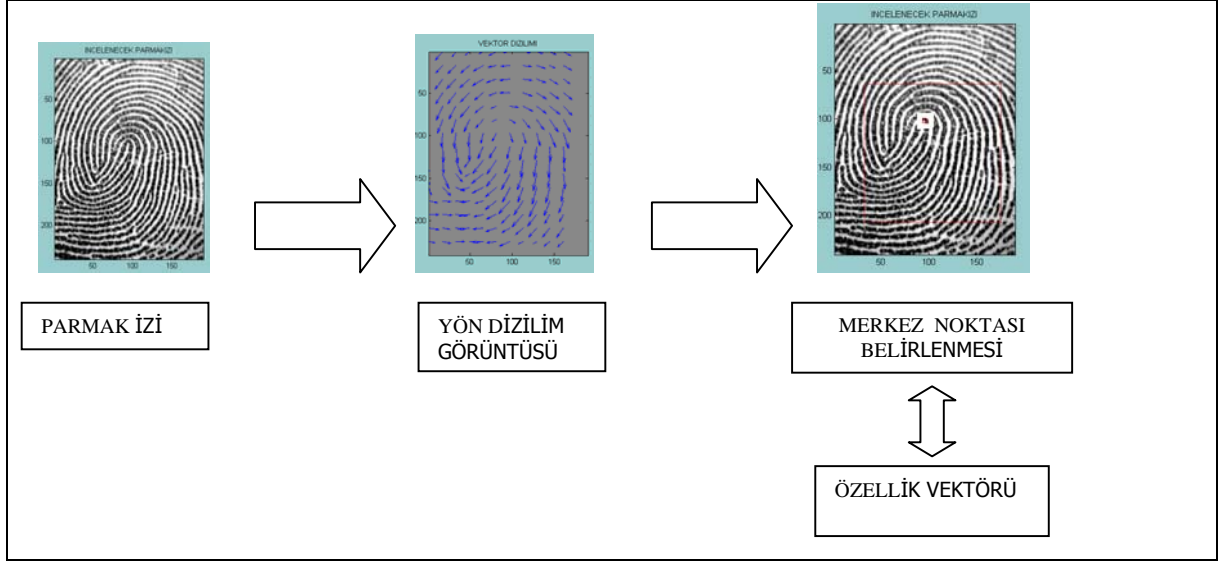 INCELENECEK PARMAKIZI
50
100
150
200
50 100 150
PARMAK İZİ
VEKTOR DIZILIMI
50
100
150
200
50 100 150
YÖN DİZİLİM
GÖRÜNTÜSÜ
INCELENECEK PARMAKIZI
50
100
150
200
50 100 150
MERKEZ NOKTASI
BELİRLENMESİ
ÖZELLİK VEKTÖRÜ